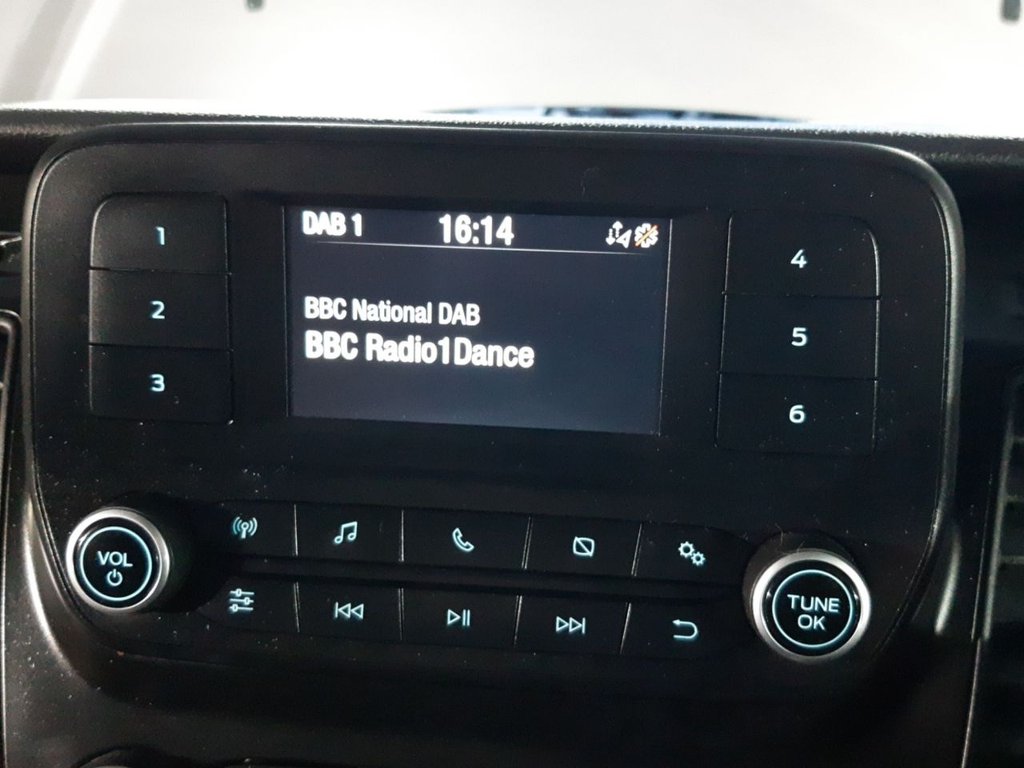 DAB 1 16:14
BBC National DAB
BBC Radio1Dance
1
2
3
4
5
6
VOL
TUNE
OK